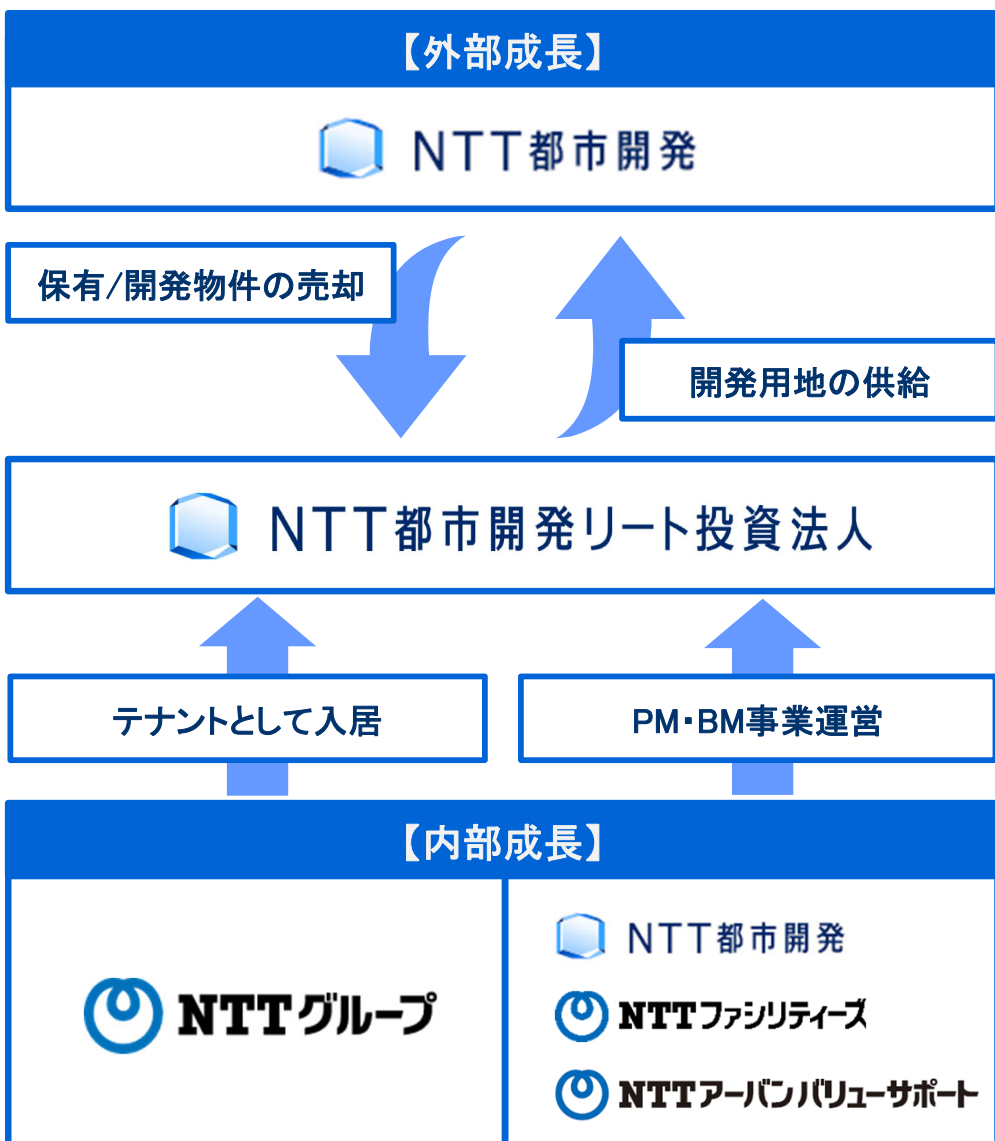 【外部成長】
NTT都市開発
保有/開発物件の売却
開発用地の供給
NTT都市開発リート投資法人
テナントとして入居
PM・BM事業運営
【内部成長】
NTTグループ
NTT都市開発
NTTファシリティーズ
NTTアーバンバリューサポート